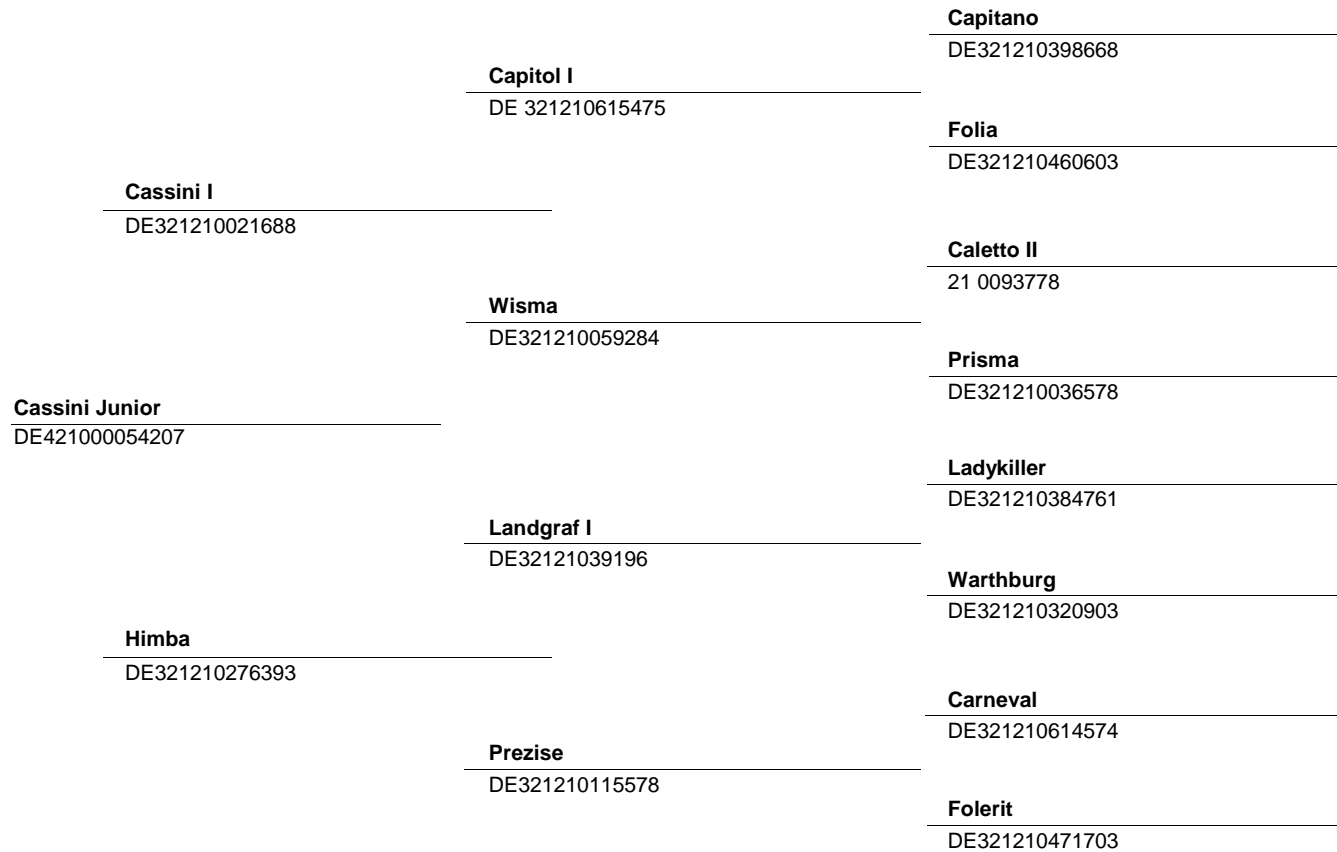 Capitano
DE321210398668
Capitol I
DE 321210615475
Folia
DE321210460603
Cassini I
DE321210021688
Caletto II
21 0093778
Wisma
DE321210059284
Prisma
DE321210036578
Cassini Junior
DE421000054207
Ladykiller
DE321210384761
Landgraf I
DE32121039196
Warthburg
DE321210320903
Himba
DE321210276393
Carneval
DE321210614574
Prezise
DE321210115578
Folerit
DE321210471703